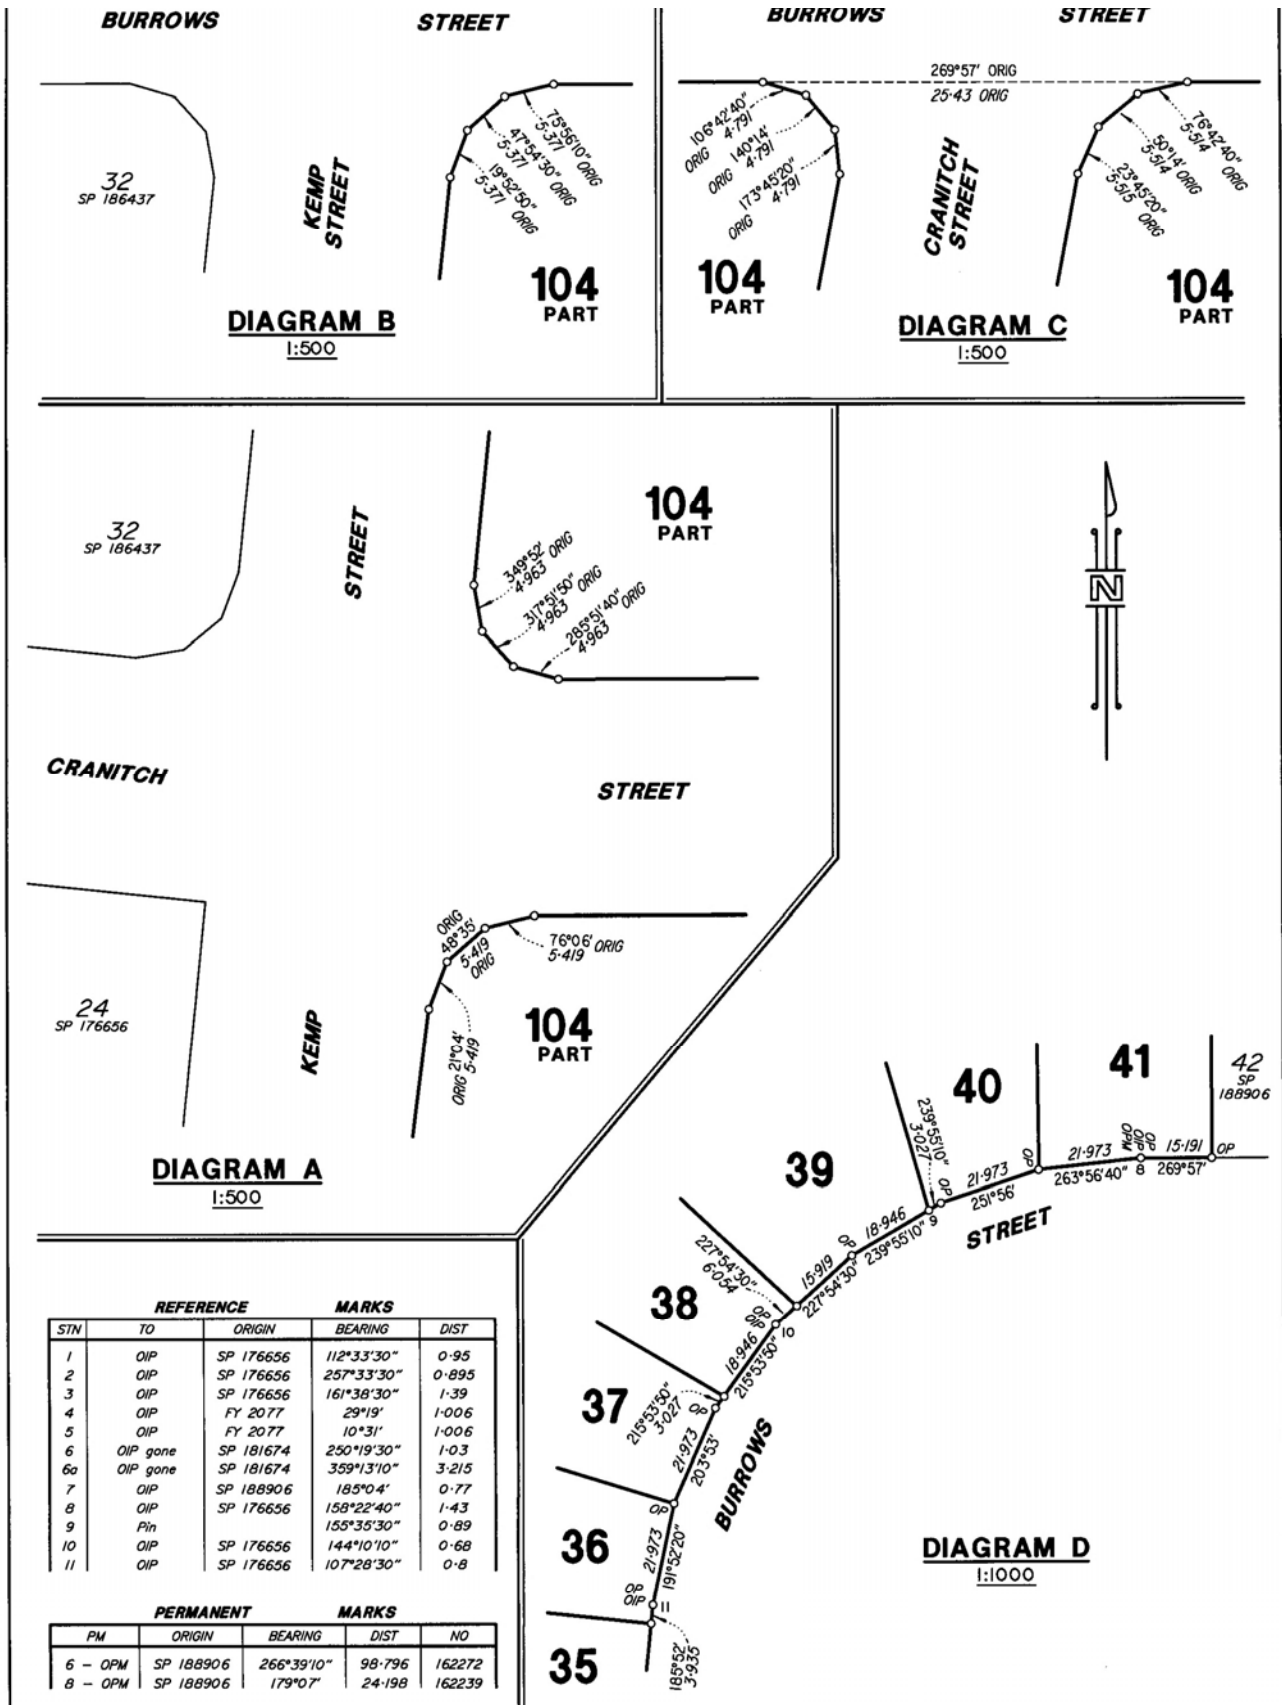 BURROWS STREET
75°56'10" ORIG
5·371
47°54'30" ORIG
5·371
19°52'50"
5·371 ORIG
32
SP 186437
KEMP
STREET
104
PART
DIAGRAM B
1:500
BURROWS STREET
269°57' ORIG
25·43 ORIG
106°42'40"
ORIG 4·791
140°14'
ORIG 4·791
173°45'20"
ORIG 4·791
CRANITCH
STREET
76°42'40"
5·514 ORIG
50°14' ORIG
5·514
23°45'20"
5·515 ORIG
104
PART
104
PART
DIAGRAM C
1:500
32
SP 186437
STREET
104
PART
349°52' ORIG
4·963
317°51'50" ORIG
4·963
285°51'40" ORIG
4·963
N
CRANITCH STREET
24
SP 176656
KEMP
ORIG
48°35'
5·419
ORIG
76°06' ORIG
5·419
ORIG 21°04'
5·419
104
PART
DIAGRAM A
1:500
39
40
41
42
SP
188906
239°55'10"
3·027
OP
OP
21·973
251°56'
21·973
263°56'40"
OPM
OIP
OP
8
15·191
269°57'
OP
STREET
38
227°54'30"
6·054
OP
OIP
10
15·919
227°54'30"
OP
18·946
239°55'10"
9
37
215°53'50"
3·027
OP
18·946
215°53'50"
21·973
203°53'
BURROWS
36
OP
21·973
191°52'20"
OP
OIP
11
35
185°52'
3·935
DIAGRAM D
1:1000
REFERENCE MARKS
STN TO ORIGIN BEARING DIST
1 OIP SP 176656 112°33'30" 0·95
2 OIP SP 176656 257°33'30" 0·895
3 OIP SP 176656 161°38'30" 1·39
4 OIP FY 2077 29°19' 1·006
5 OIP FY 2077 10°31' 1·006
6 OIP gone SP 181674 250°19'30" 1·03
6a OIP gone SP 181674 359°13'10" 3·215
7 OIP SP 188906 185°04' 0·77
8 OIP SP 176656 158°22'40" 1·43
9 Pin 155°35'30" 0·89
10 OIP SP 176656 144°10'10" 0·68
11 OIP SP 176656 107°28'30" 0·8
PERMANENT MARKS
PM ORIGIN BEARING DIST NO
6 - OPM SP 188906 266°39'10" 98·796 162272
8 - OPM SP 188906 179°07' 24·198 162239